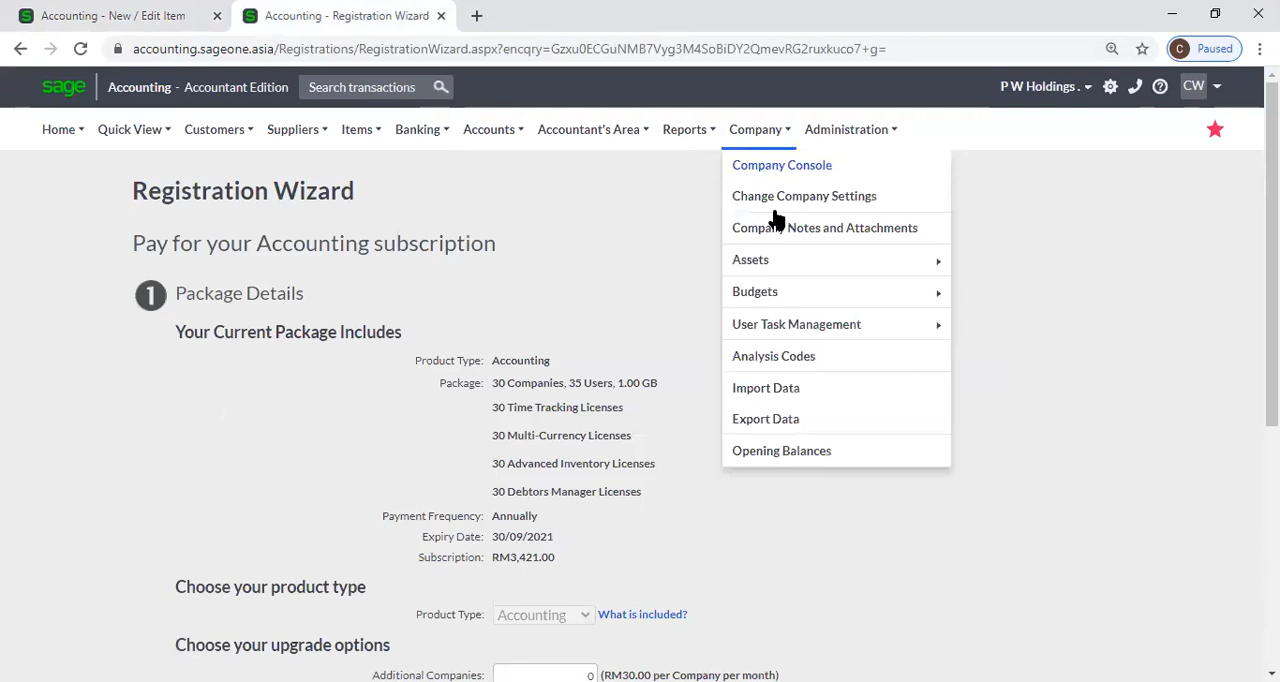 Accounting - New / Edit Item
Accounting - Registration Wizard
accounting.sageone.asia/Registrations/RegistrationWizard.aspx?encqry=Gzxu0ECGuNMB7Vyg3M4SoBiDY2QmevRG2ruxkuco7+g=
C Paused
sage Accounting - Accountant Edition Search transactions P W Holdings . CW
Home Quick View Customers Suppliers Items Banking Accounts Accountant's Area Reports Company Administration
Company Console
Change Company Settings
Company Notes and Attachments
Assets
Budgets
User Task Management
Analysis Codes
Import Data
Export Data
Opening Balances
Registration Wizard
Pay for your Accounting subscription
1 Package Details
Your Current Package Includes
Product Type: Accounting
Package: 30 Companies, 35 Users, 1.00 GB
30 Time Tracking Licenses
30 Multi-Currency Licenses
30 Advanced Inventory Licenses
30 Debtors Manager Licenses
Payment Frequency: Annually
Expiry Date: 30/09/2021
Subscription: RM3,421.00
Choose your product type
Product Type: Accounting What is included?
Choose your upgrade options
Additional Companies: 0 (RM30.00 per Company per month)